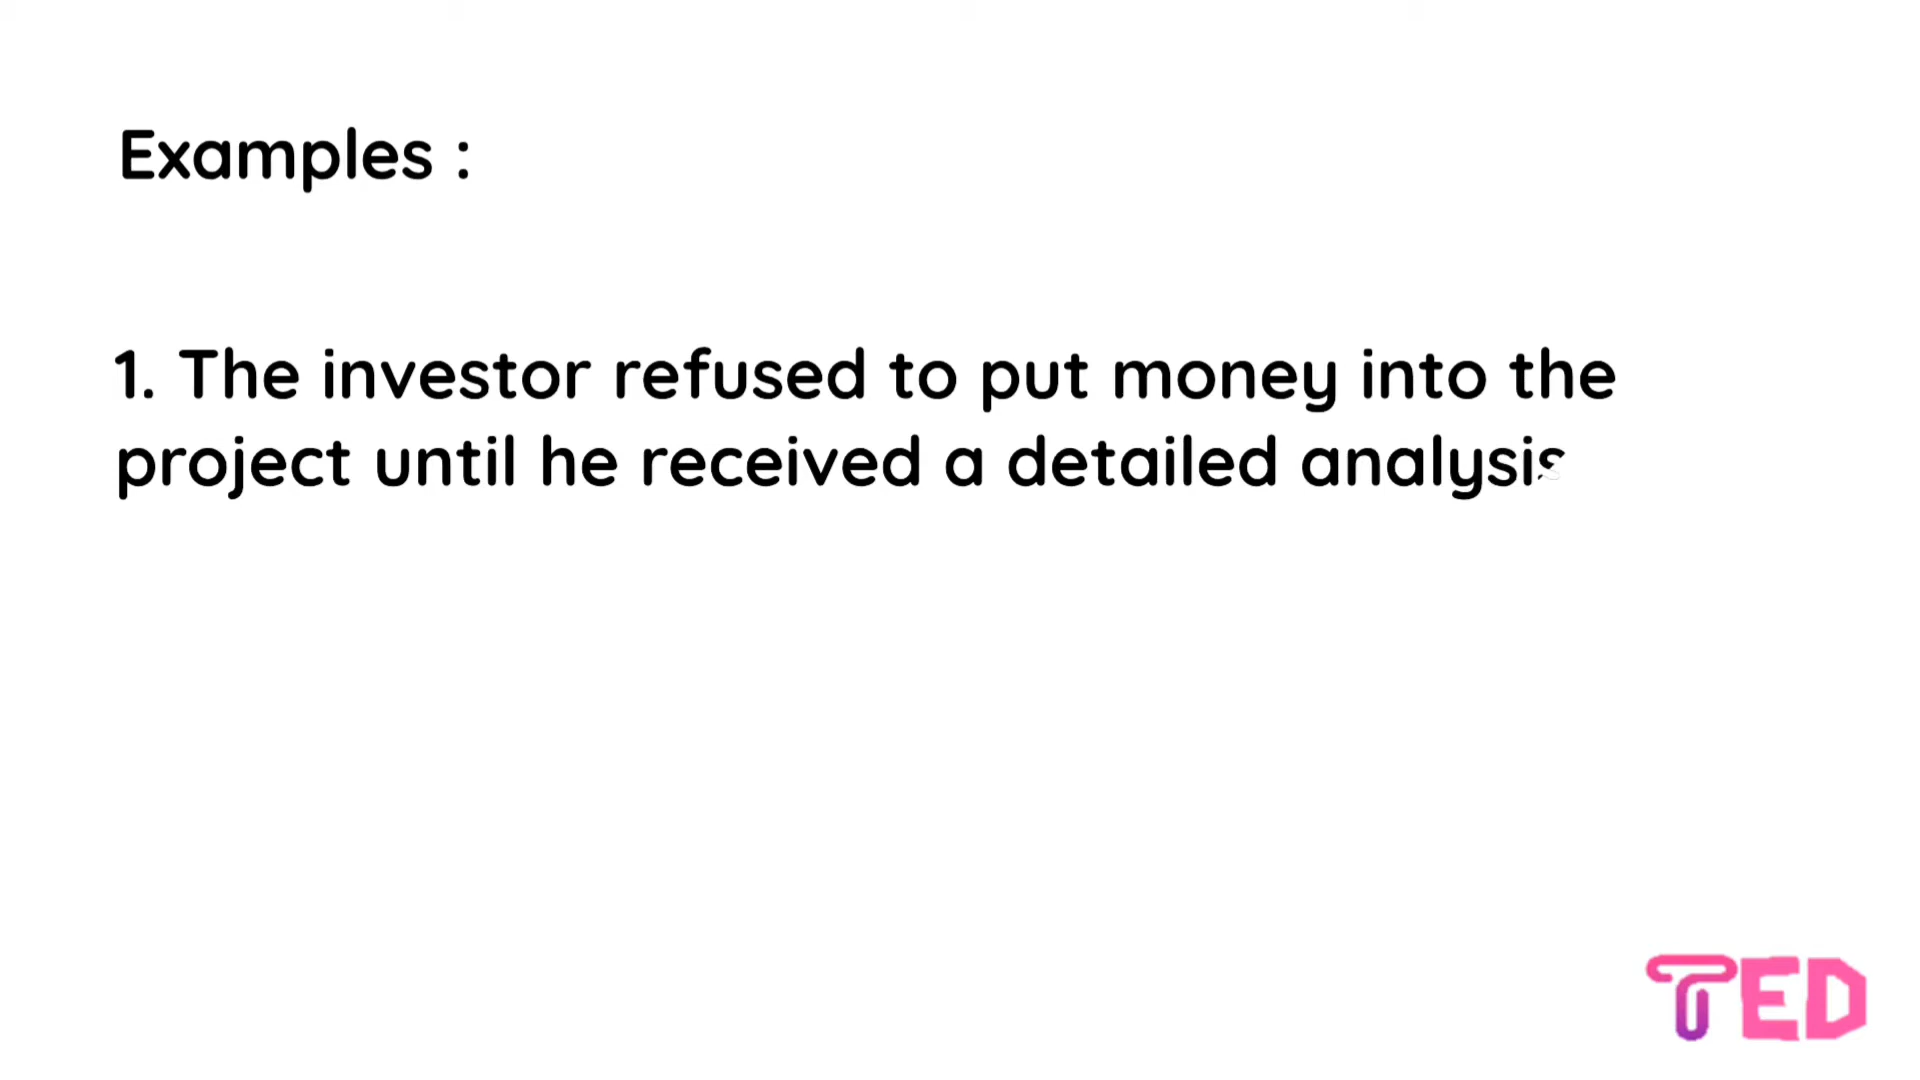 Examples :
1. The investor refused to put money into the
project until he received a detailed analysis
TED